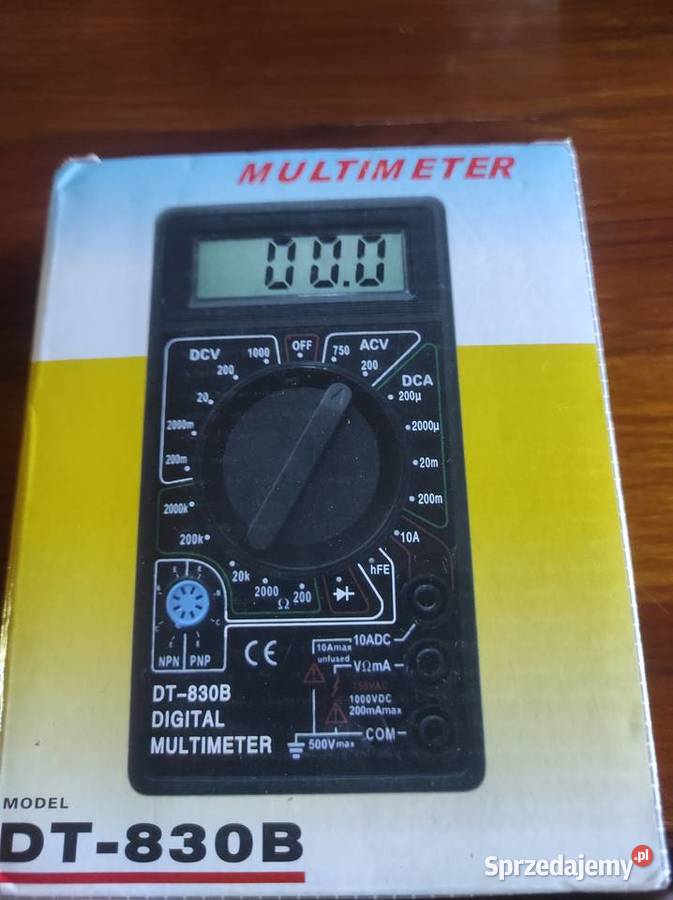 MULTIMETER
00.0
DCV 1000 OFF 750 ACV
200 200
DCA
20 200µ
2000m 2000µ
200m 20m
2000k 200m
200k 10A
20k hFE
2000 Ω 200
NPN PNP
CE
10Amax 10ADC
unfused
VΩmA
750VAC
1000VDC
200mAmax
500Vmax COM
DT-830B
DIGITAL
MULTIMETER
MODEL
DT-830B
Sprzedajemy.pl